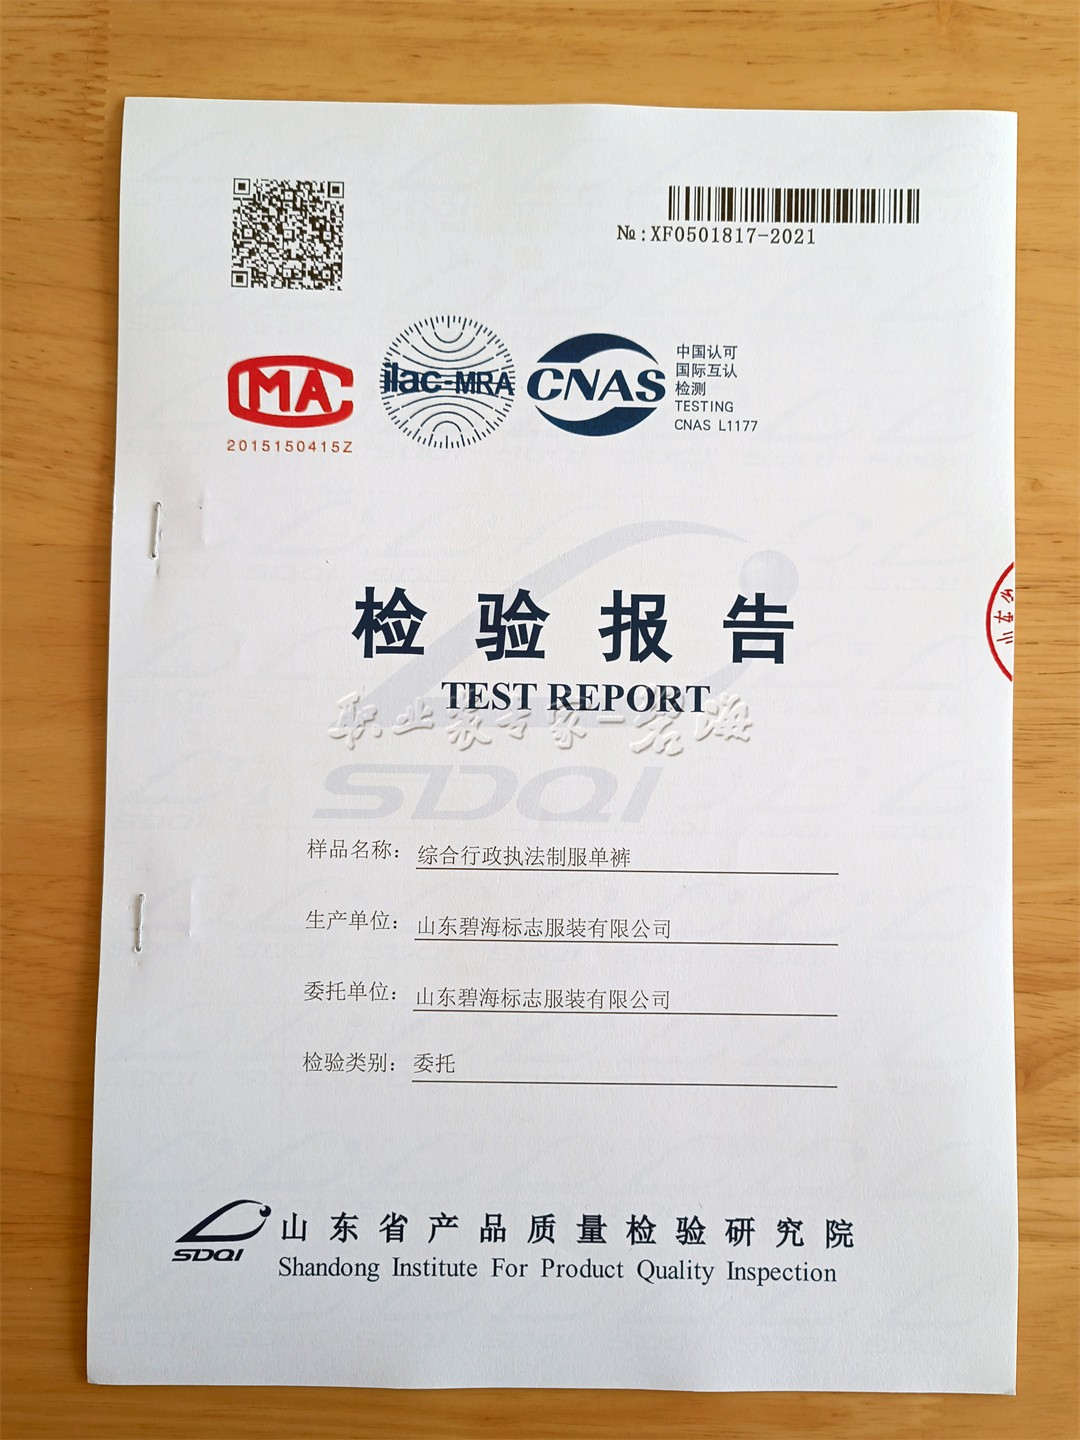 №:XF0501817-2021
MA
2015150415Z
ilac-MRA
CNAS
中国认可
国际互认
检测
TESTING
CNAS L1177
检验报告
TEST REPORT
职业装专家-碧海
SDQI
样品名称: 综合行政执法制服单裤
生产单位: 山东碧海标志服装有限公司
委托单位: 山东碧海标志服装有限公司
检验类别: 委托
山东省产品质量检验研究院
SDQI
Shandong Institute For Product Quality Inspection
山东